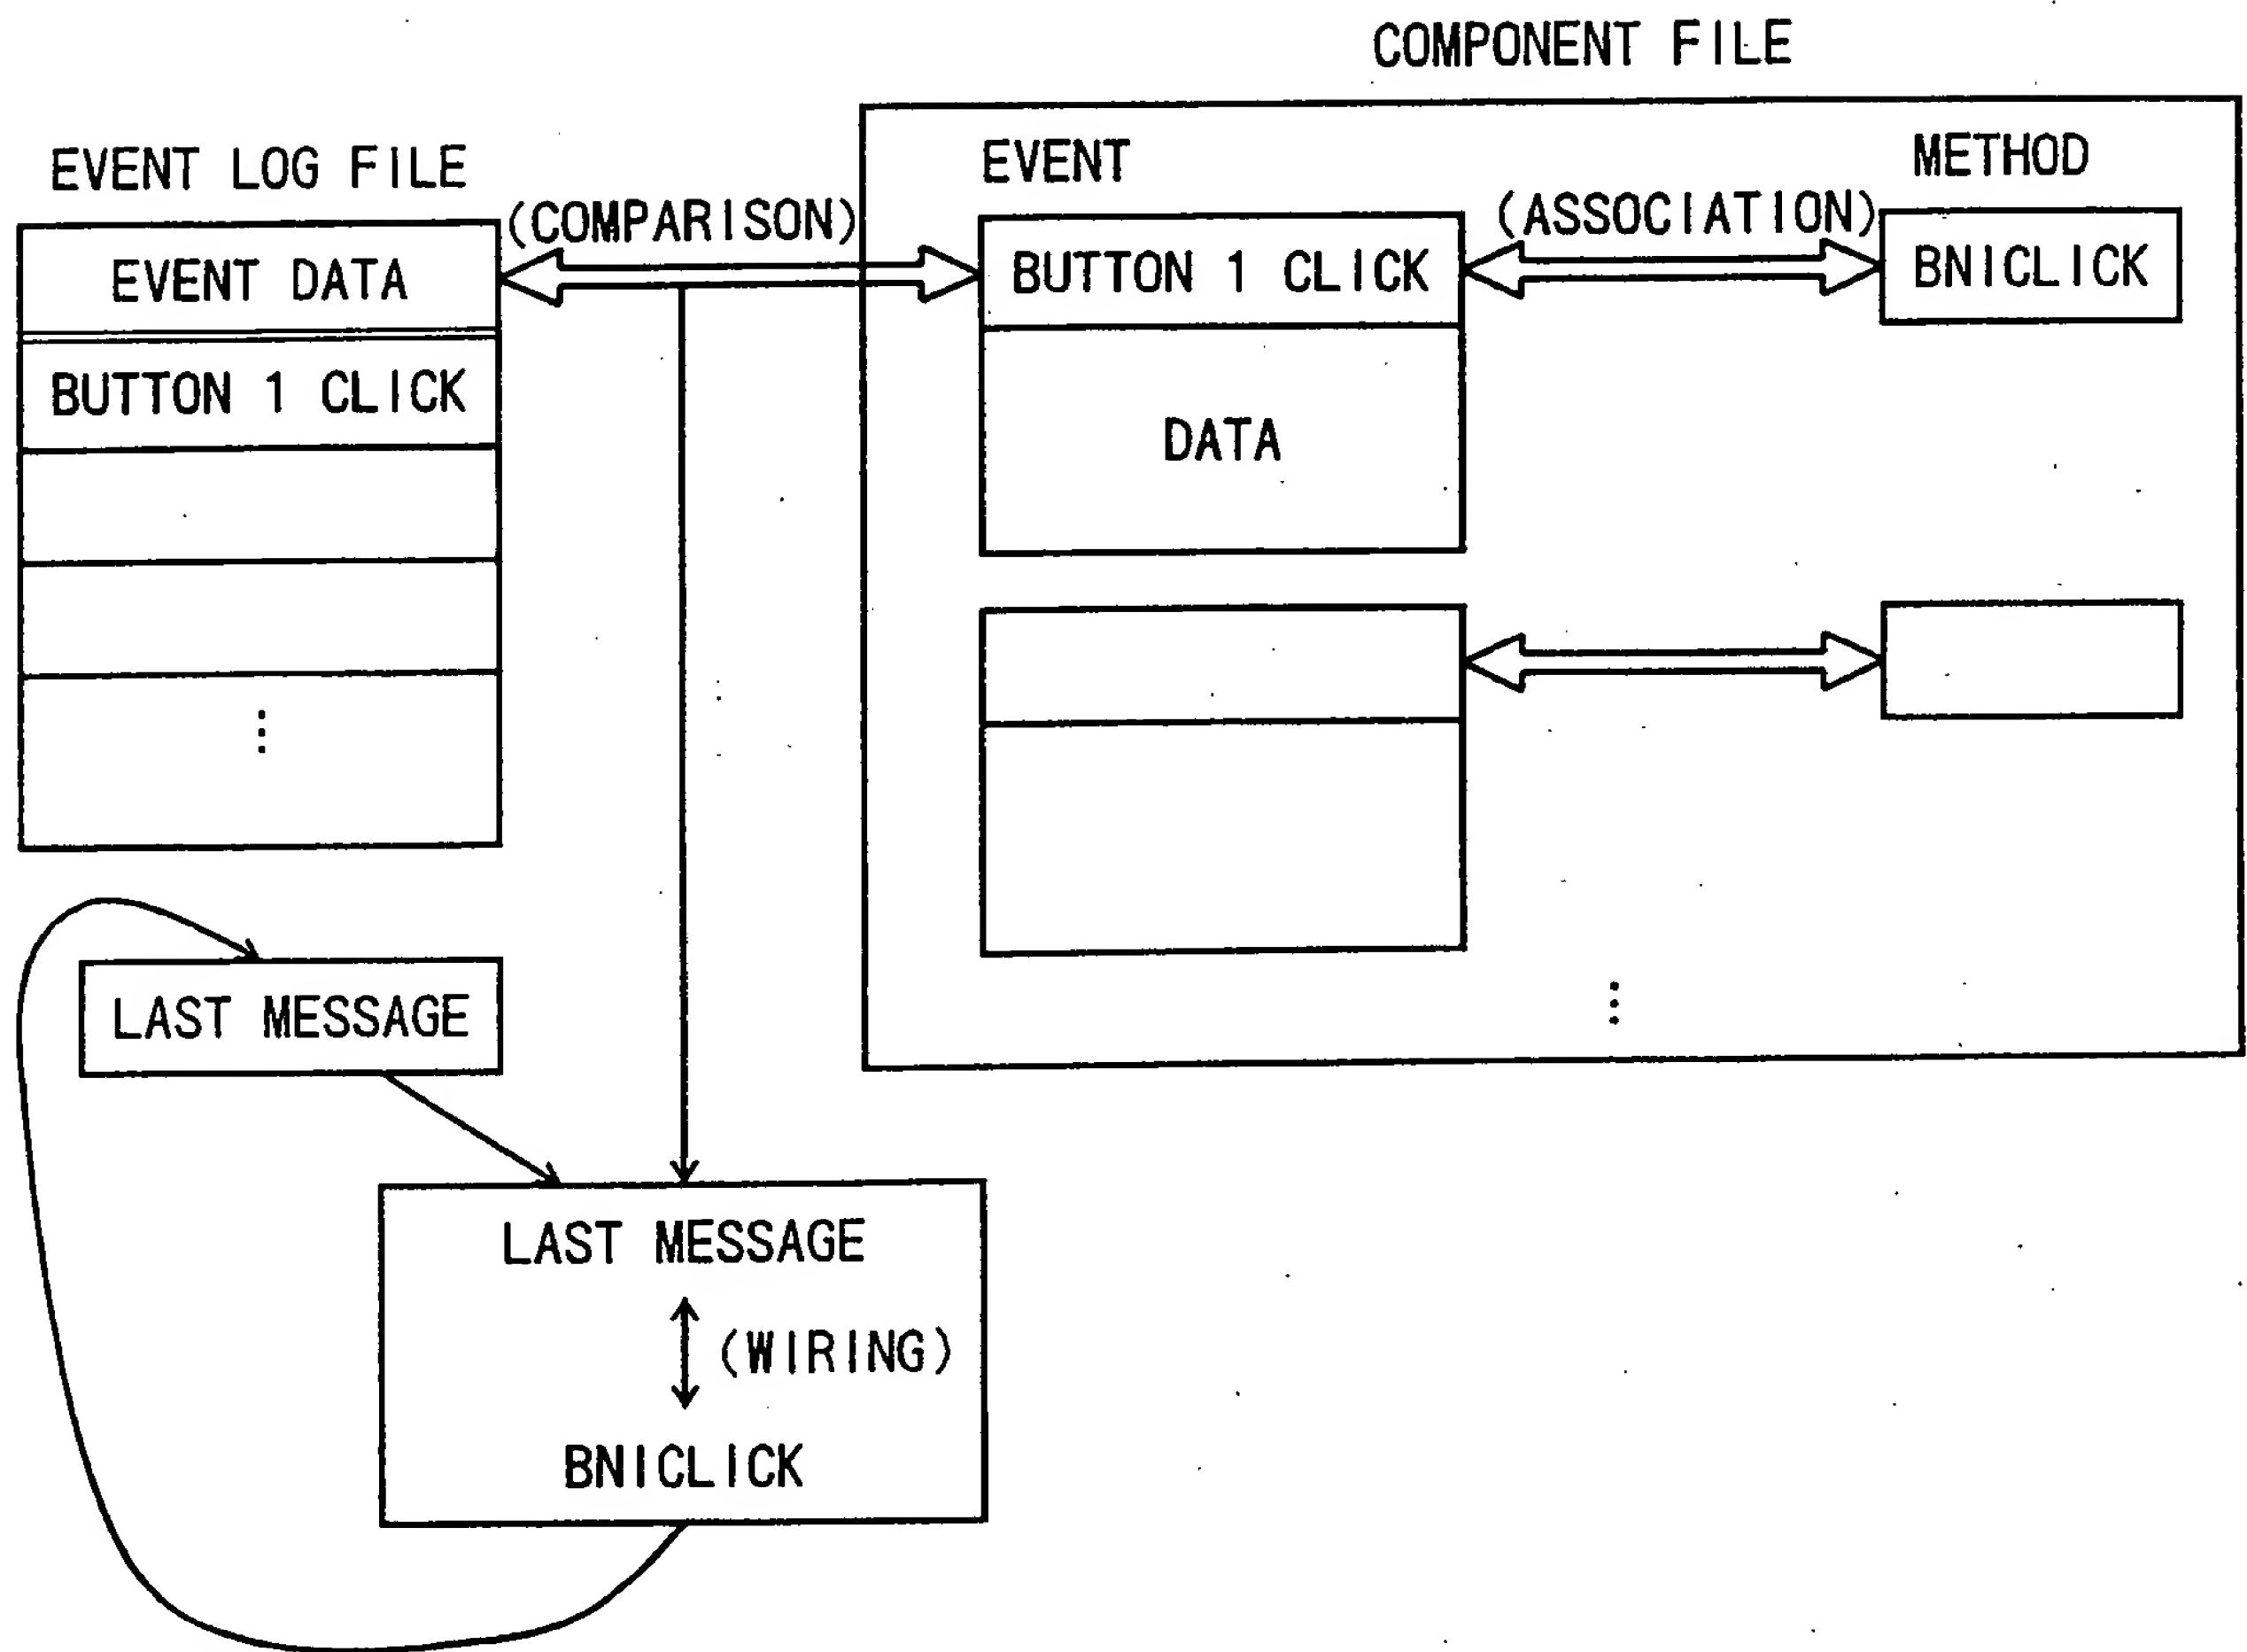 COMPONENT FILE
EVENT LOG FILE
EVENT DATA
BUTTON 1 CLICK
(COMPARISON)
EVENT
BUTTON 1 CLICK
DATA
(ASSOCIATION)
METHOD
BNICLICK
LAST MESSAGE
LAST MESSAGE
(WIRING)
BNICLICK